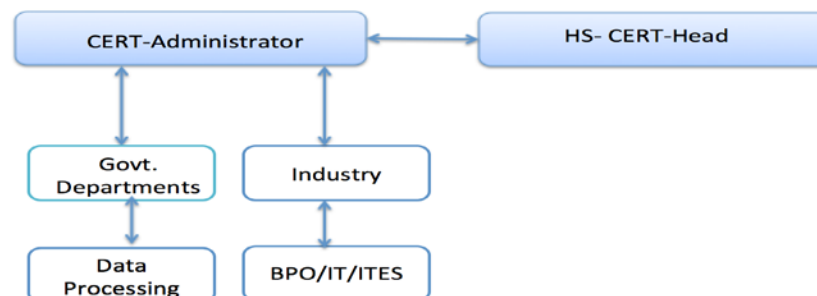 CERT-Administrator
HS- CERT-Head
Govt.
Departments
Industry
Data
Processing
BPO/IT/ITES